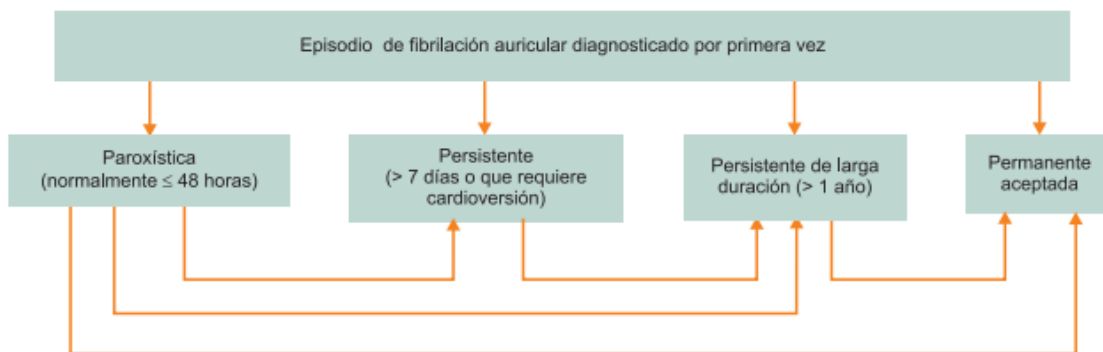 Episodio de fibrilación auricular diagnosticado por primera vez
Paroxística
(normalmente ≤ 48 horas)
Persistente
(> 7 días o que requiere
cardioversión)
Persistente de larga
duración (> 1 año)
Permanente
aceptada